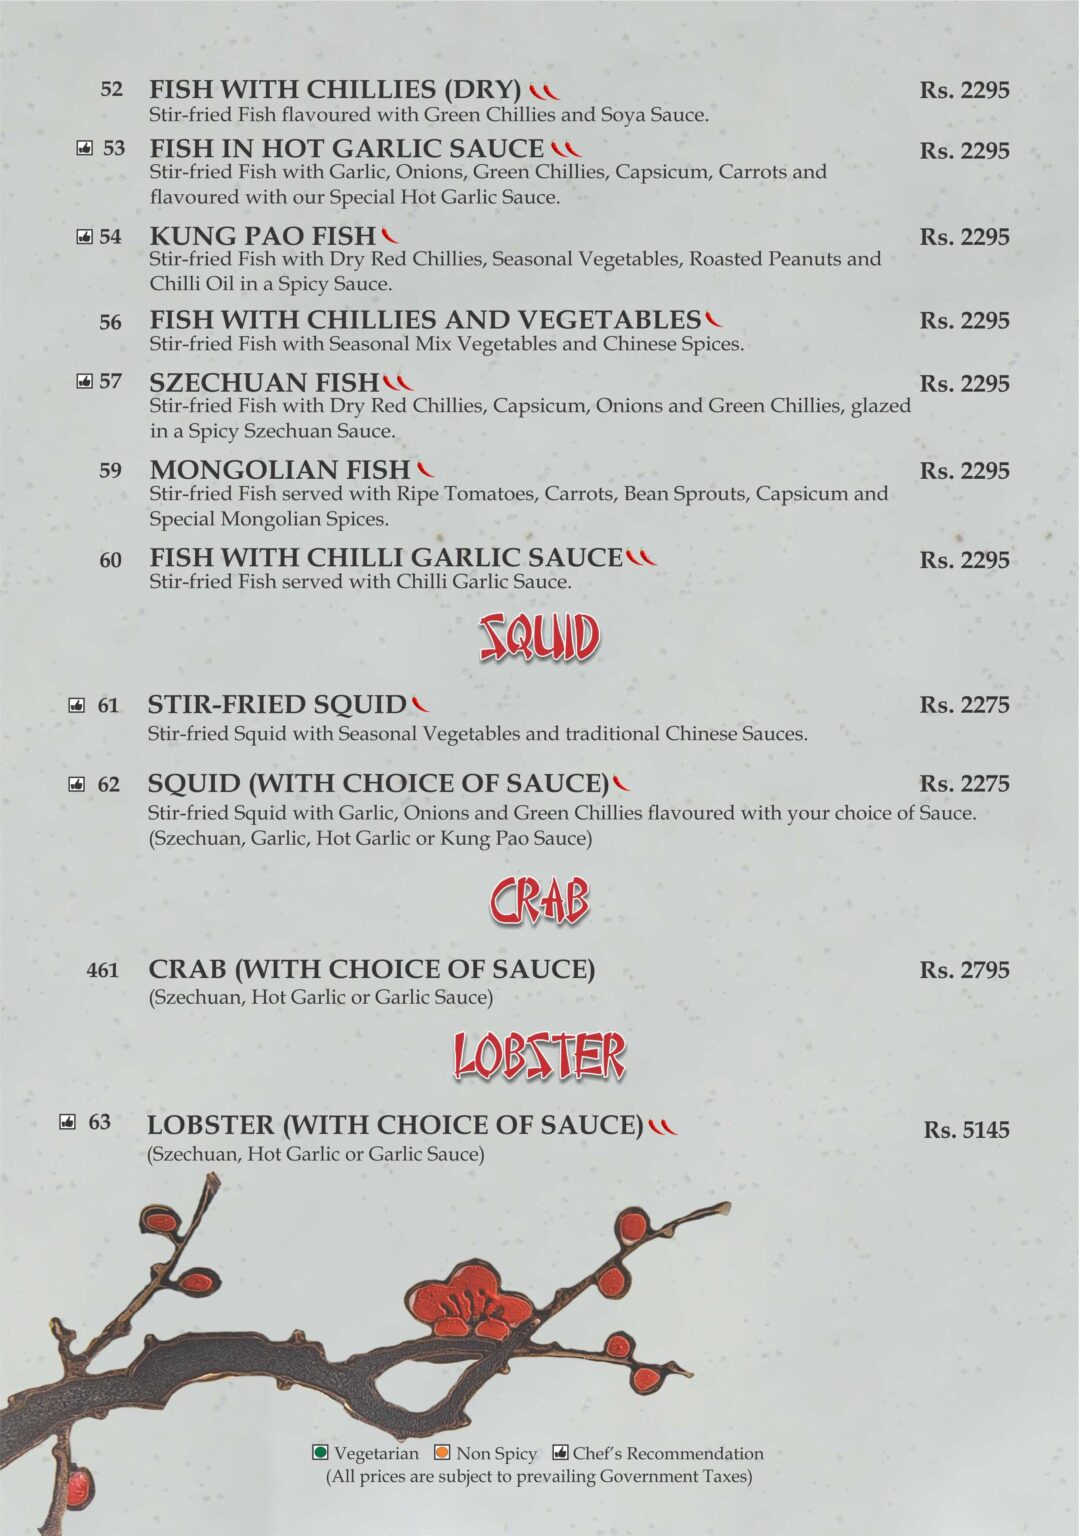 52 FISH WITH CHILLIES (DRY) Rs. 2295
Stir-fried Fish flavoured with Green Chillies and Soya Sauce.
53 FISH IN HOT GARLIC SAUCE Rs. 2295
Stir-fried Fish with Garlic, Onions, Green Chillies, Capsicum, Carrots and
flavoured with our Special Hot Garlic Sauce.
54 KUNG PAO FISH Rs. 2295
Stir-fried Fish with Dry Red Chillies, Seasonal Vegetables, Roasted Peanuts and
Chilli Oil in a Spicy Sauce.
56 FISH WITH CHILLIES AND VEGETABLES Rs. 2295
Stir-fried Fish with Seasonal Mix Vegetables and Chinese Spices.
57 SZECHUAN FISH Rs. 2295
Stir-fried Fish with Dry Red Chillies, Capsicum, Onions and Green Chillies, glazed
in a Spicy Szechuan Sauce.
59 MONGOLIAN FISH Rs. 2295
Stir-fried Fish served with Ripe Tomatoes, Carrots, Bean Sprouts, Capsicum and
Special Mongolian Spices.
60 FISH WITH CHILLI GARLIC SAUCE Rs. 2295
Stir-fried Fish served with Chilli Garlic Sauce.
SQUID
61 STIR-FRIED SQUID Rs. 2275
Stir-fried Squid with Seasonal Vegetables and traditional Chinese Sauces.
62 SQUID (WITH CHOICE OF SAUCE) Rs. 2275
Stir-fried Squid with Garlic, Onions and Green Chillies flavoured with your choice of Sauce.
(Szechuan, Garlic, Hot Garlic or Kung Pao Sauce)
CRAB
461 CRAB (WITH CHOICE OF SAUCE) Rs. 2795
(Szechuan, Hot Garlic or Garlic Sauce)
LOBSTER
63 LOBSTER (WITH CHOICE OF SAUCE) Rs. 5145
(Szechuan, Hot Garlic or Garlic Sauce)
Vegetarian Non Spicy Chef's Recommendation
(All prices are subject to prevailing Government Taxes)